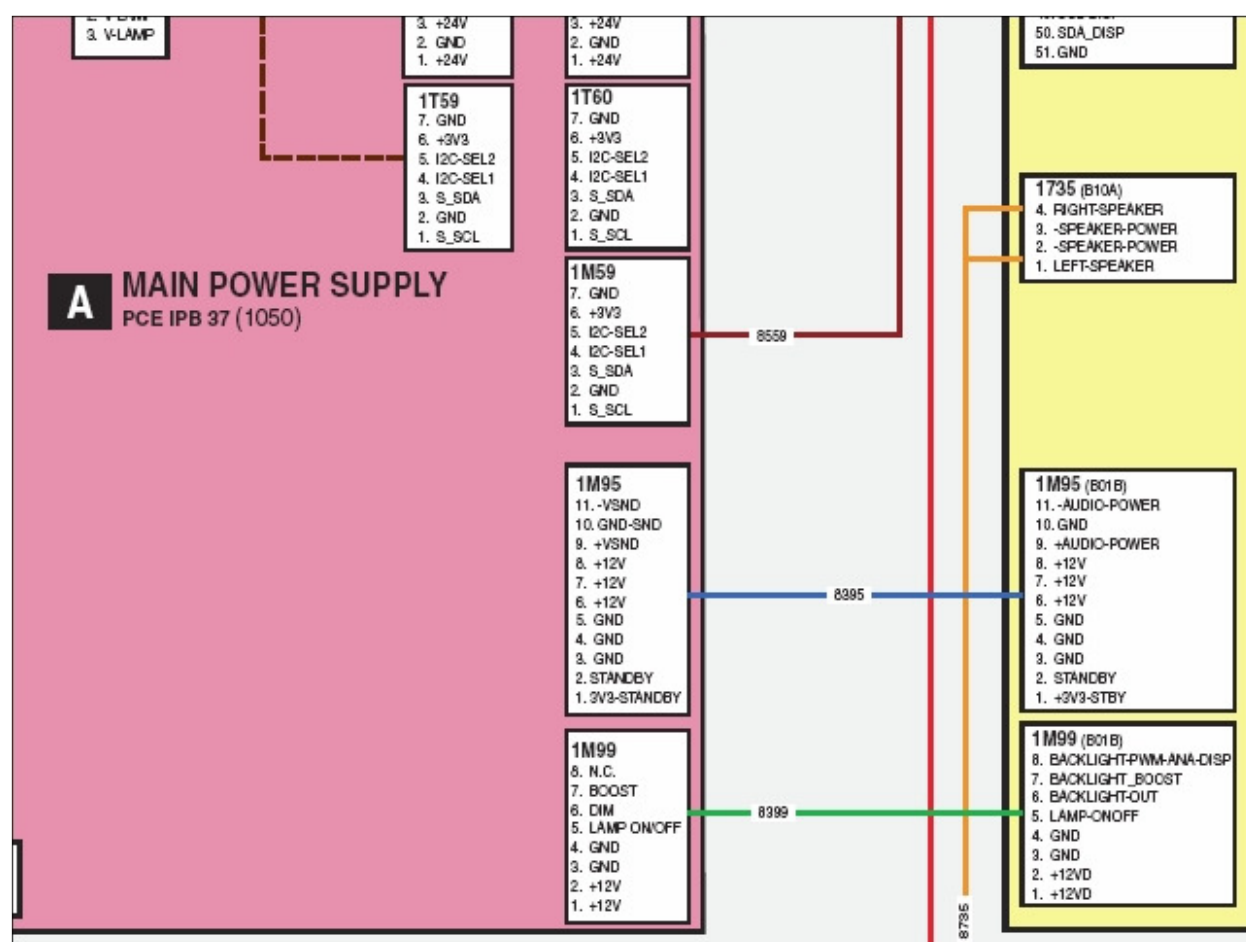 3. V-LAMP
3. +24V
2. GND
1. +24V
3. +24V
2. GND
1. +24V
50. SDA_DISP
51. GND
1T59
7. GND
6. +3V3
5. I2C-SEL2
4. I2C-SEL1
3. S_SDA
2. GND
1. S_SCL
1T60
7. GND
6. +3V3
5. I2C-SEL2
4. I2C-SEL1
3. S_SDA
2. GND
1. S_SCL
1735 (B10A)
4. RIGHT-SPEAKER
3. -SPEAKER-POWER
2. -SPEAKER-POWER
1. LEFT-SPEAKER
A MAIN POWER SUPPLY
PCE IPB 37 (1050)
1M59
7. GND
6. +3V3
5. I2C-SEL2
4. I2C-SEL1
3. S_SDA
2. GND
1. S_SCL
8559
1M95
11. -VSND
10. GND-SND
9. +VSND
8. +12V
7. +12V
6. +12V
5. GND
4. GND
3. GND
2. STANDBY
1. 3V3-STANDBY
8395
1M95 (B01B)
11. -AUDIO-POWER
10. GND
9. +AUDIO-POWER
8. +12V
7. +12V
6. +12V
5. GND
4. GND
3. GND
2. STANDBY
1. +3V3-STBY
1M99
8. N.C.
7. BOOST
6. DIM
5. LAMP ON/OFF
4. GND
3. GND
2. +12V
1. +12V
8399
1M99 (B01B)
8. BACKLIGHT-PWM-ANA-DISP
7. BACKLIGHT_BOOST
6. BACKLIGHT-OUT
5. LAMP-ONOFF
4. GND
3. GND
2. +12VD
1. +12VD
8735